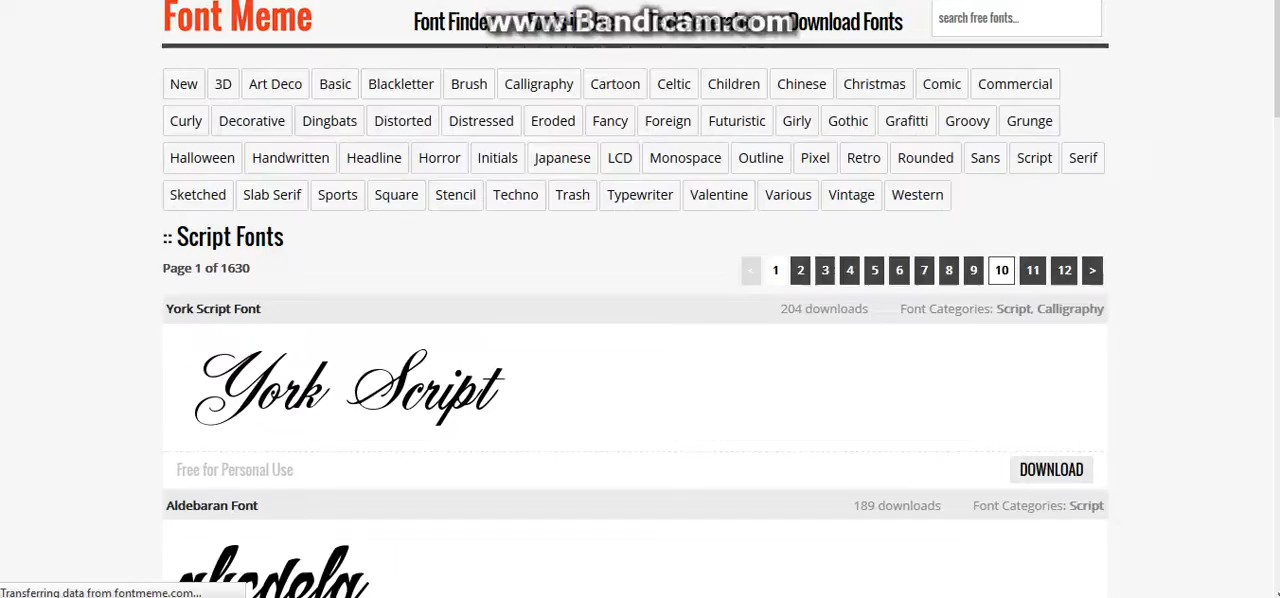 Font Meme
Font Finde
www.Bandicam.com
Download Fonts
search free fonts...
New 3D Art Deco Basic Blackletter Brush Calligraphy Cartoon Celtic Children Chinese Christmas Comic Commercial
Curly Decorative Dingbats Distorted Distressed Eroded Fancy Foreign Futuristic Girly Gothic Grafitti Groovy Grunge
Halloween Handwritten Headline Horror Initials Japanese LCD Monospace Outline Pixel Retro Rounded Sans Script Serif
Sketched Slab Serif Sports Square Stencil Techno Trash Typewriter Valentine Various Vintage Western
:: Script Fonts
Page 1 of 1630
< 1 2 3 4 5 6 7 8 9 10 11 12 >
York Script Font 204 downloads Font Categories: Script, Calligraphy
York Script
Free for Personal Use DOWNLOAD
Aldebaran Font 189 downloads Font Categories: Script
Transferring data from fontmeme.com...